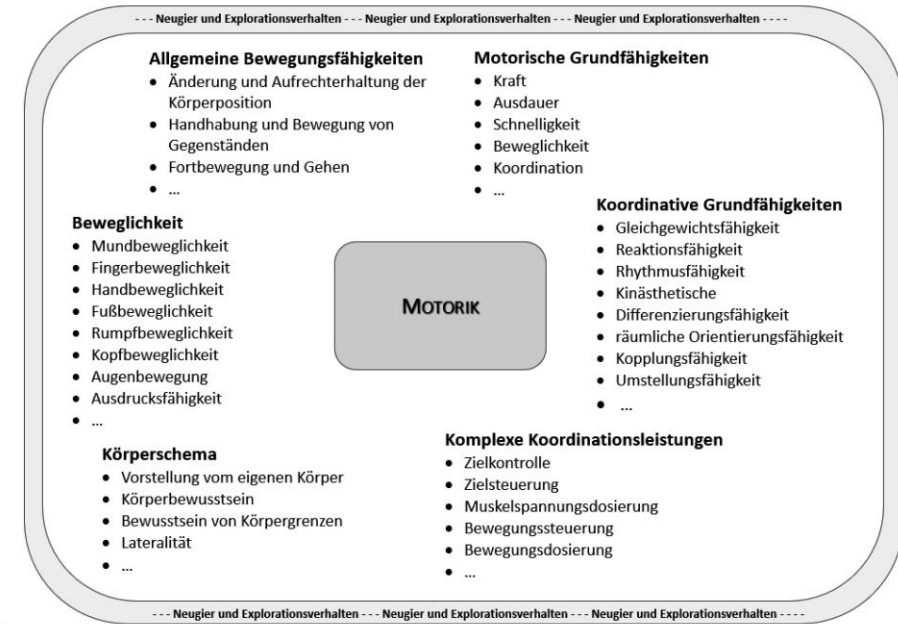 - - - Neugier und Explorationsverhalten - - - Neugier und Explorationsverhalten - - - Neugier und Explorationsverhalten - - - -
Allgemeine Bewegungsfähigkeiten
• Änderung und Aufrechterhaltung der
Körperposition
• Handhabung und Bewegung von
Gegenständen
• Fortbewegung und Gehen
• ...
Motorische Grundfähigkeiten
• Kraft
• Ausdauer
• Schnelligkeit
• Beweglichkeit
• Koordination
• ...
Beweglichkeit
• Mundbeweglichkeit
• Fingerbeweglichkeit
• Handbeweglichkeit
• Fußbeweglichkeit
• Rumpfbeweglichkeit
• Kopfbeweglichkeit
• Augenbewegung
• Ausdrucksfähigkeit
• ...
MOTORIK
Koordinative Grundfähigkeiten
• Gleichgewichtsfähigkeit
• Reaktionsfähigkeit
• Rhythmusfähigkeit
• Kinästhetische
• Differenzierungsfähigkeit
• räumliche Orientierungsfähigkeit
• Kopplungsfähigkeit
• Umstellungsfähigkeit
• ...
Körperschema
• Vorstellung vom eigenen Körper
• Körperbewusstsein
• Bewusstsein von Körpergrenzen
• Lateralität
• ...
Komplexe Koordinationsleistungen
• Zielkontrolle
• Zielsteuerung
• Muskelspannungsdosierung
• Bewegungssteuerung
• Bewegungsdosierung
• ...
- - - Neugier und Explorationsverhalten - - - Neugier und Explorationsverhalten - - - Neugier und Explorationsverhalten - - - -